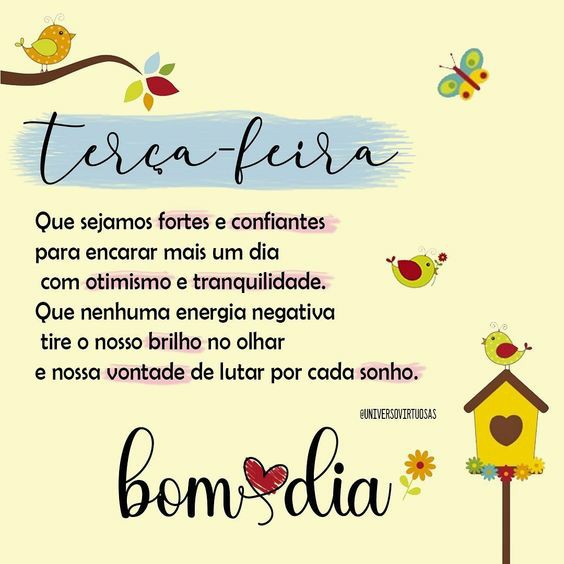 terça-feira
Que sejamos fortes e confiantes
para encarar mais um dia
com otimismo e tranquilidade.
Que nenhuma energia negativa
tire o nosso brilho no olhar
e nossa vontade de lutar por cada sonho.
@UNIVERSOVIRTUOSAS
bom dia